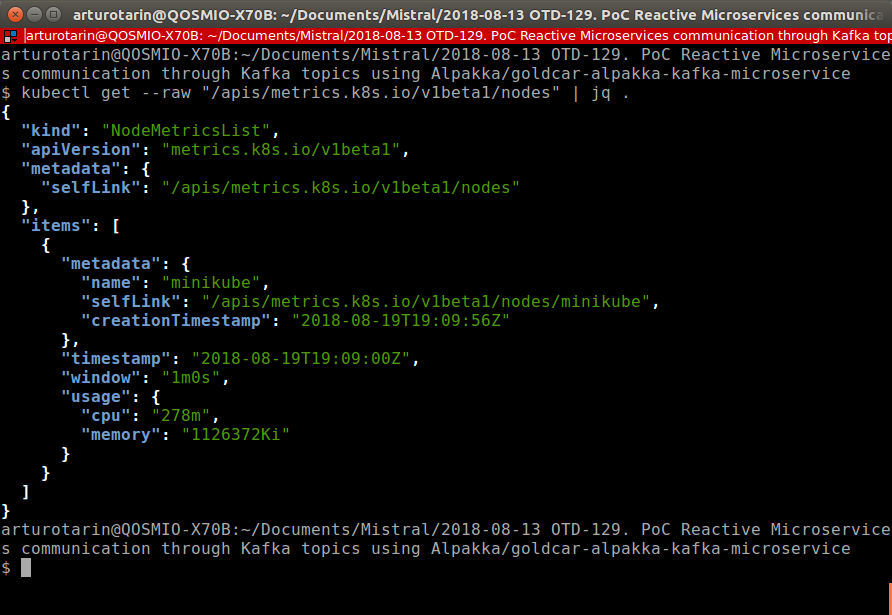 arturotarin@QOSMIO-X70B: ~/Documents/Mistral/2018-08-13 OTD-129. PoC Reactive Microservices communica
arturotarin@QOSMIO-X70B: ~/Documents/Mistral/2018-08-13 OTD-129. PoC Reactive Microservices communication through Kafka top
arturotarin@QOSMIO-X70B:~/Documents/Mistral/2018-08-13 OTD-129. PoC Reactive Microservice
s communication through Kafka topics using Alpakka/goldcar-alpakka-kafka-microservice
$ kubectl get --raw "/apis/metrics.k8s.io/v1beta1/nodes" | jq .
{
  "kind": "NodeMetricsList",
  "apiVersion": "metrics.k8s.io/v1beta1",
  "metadata": {
    "selfLink": "/apis/metrics.k8s.io/v1beta1/nodes"
  },
  "items": [
    {
      "metadata": {
        "name": "minikube",
        "selfLink": "/apis/metrics.k8s.io/v1beta1/nodes/minikube",
        "creationTimestamp": "2018-08-19T19:09:56Z"
      },
      "timestamp": "2018-08-19T19:09:00Z",
      "window": "1m0s",
      "usage": {
        "cpu": "278m",
        "memory": "1126372Ki"
      }
    }
  ]
}
arturotarin@QOSMIO-X70B:~/Documents/Mistral/2018-08-13 OTD-129. PoC Reactive Microservice
s communication through Kafka topics using Alpakka/goldcar-alpakka-kafka-microservice
$